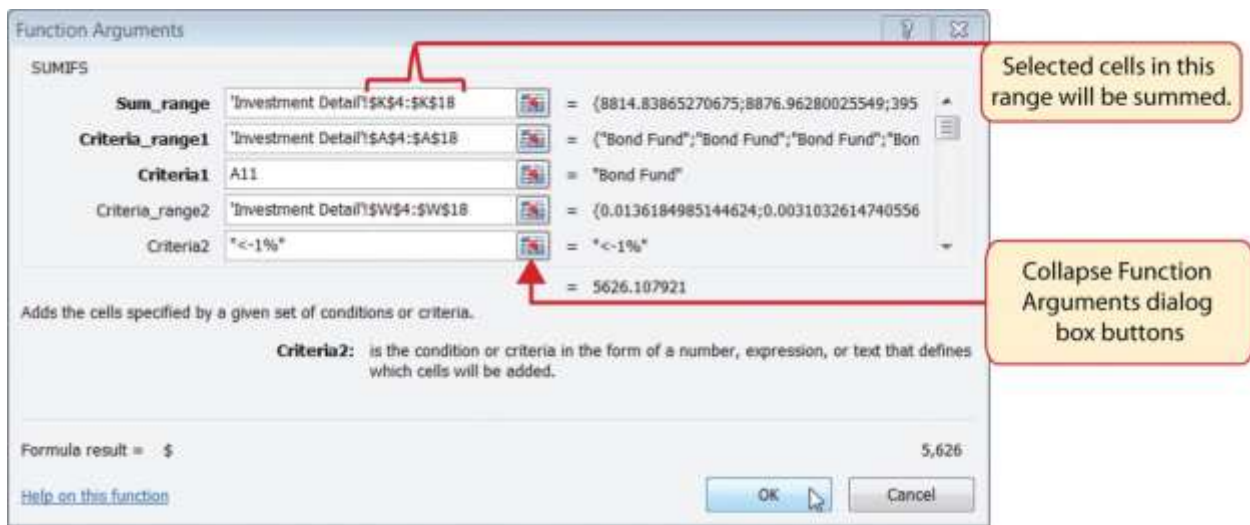 Function Arguments
SUMIFS
Sum_range 'Investment Detail'!$K$4:$K$18 = {8814.83865270675;8876.96280025549;395
Criteria_range1 'Investment Detail'!$A$4:$A$18 = {"Bond Fund";"Bond Fund";"Bond Fund";"Bon
Criteria1 A11 = "Bond Fund"
Criteria_range2 'Investment Detail'!$W$4:$W$18 = {0.0136184985144624;0.0031032614740556
Criteria2 "<-1%" = "<-1%"
= 5626.107921
Adds the cells specified by a given set of conditions or criteria.
Criteria2: is the condition or criteria in the form of a number, expression, or text that defines
which cells will be added.
Formula result = $ 5,626
Help on this function
OK
Cancel
Selected cells in this
range will be summed.
Collapse Function
Arguments dialog
box buttons